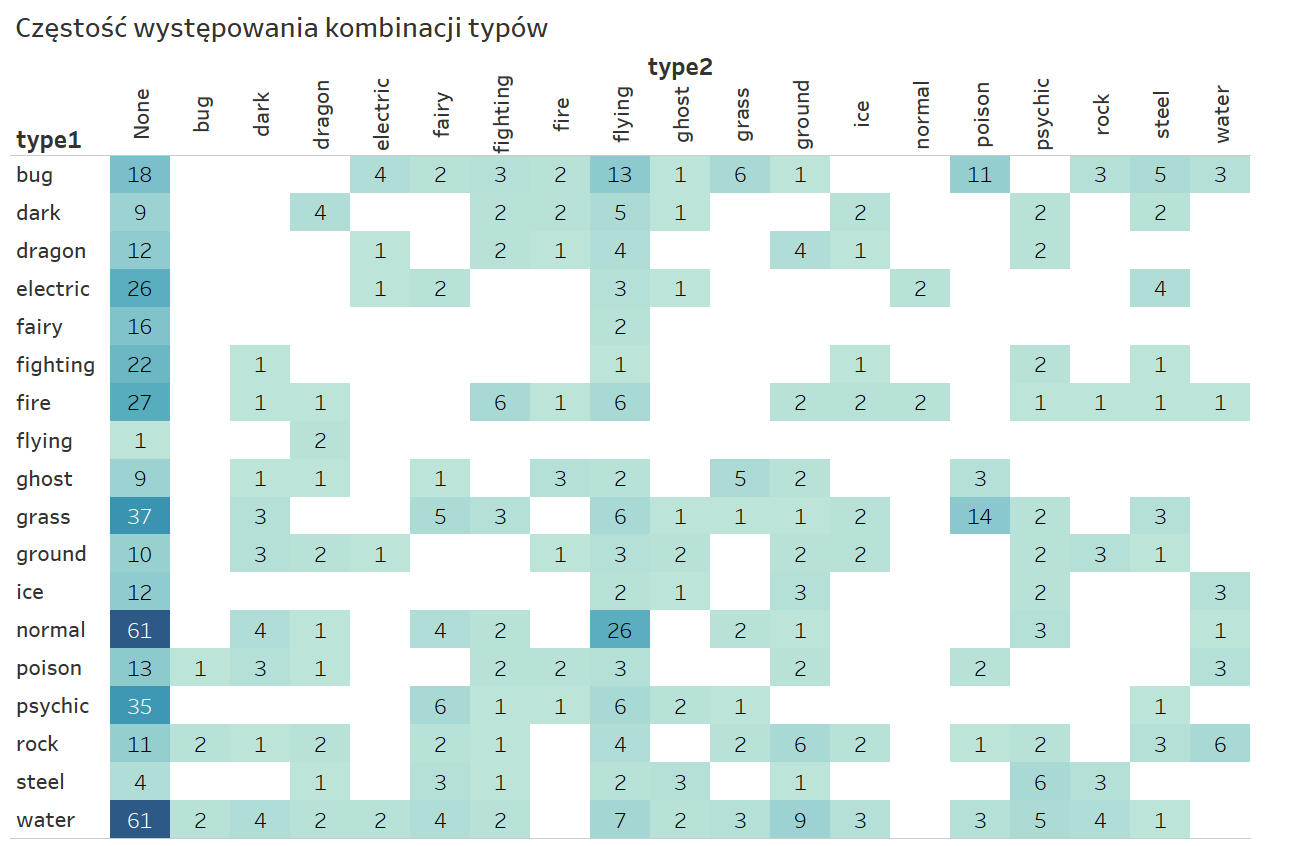 Częstość występowania kombinacji typów
type2
type1 None bug dark dragon electric fairy fighting fire flying ghost grass ground ice normal poison psychic rock steel water
bug 18 4 2 3 2 13 1 6 1 11 3 5 3
dark 9 4 2 2 5 1 2 2 2
dragon 12 1 2 1 4 4 1 2
electric 26 1 2 3 1 2 4
fairy 16 2
fighting 22 1 1 1 2 1
fire 27 1 1 6 1 6 2 2 2 1 1 1 1
flying 1 2
ghost 9 1 1 1 3 2 5 2 3
grass 37 3 5 3 6 1 1 1 2 14 2 3
ground 10 3 2 1 1 3 2 2 2 2 3 1
ice 12 2 1 3 2 3
normal 61 4 1 4 2 26 2 1 3 1
poison 13 1 3 1 2 2 3 2 2 3
psychic 35 6 1 1 6 2 1 1
rock 11 2 1 2 2 1 4 2 6 2 1 2 3 6
steel 4 1 3 1 2 3 1 6 3
water 61 2 4 2 2 4 2 7 2 3 9 3 3 5 4 1